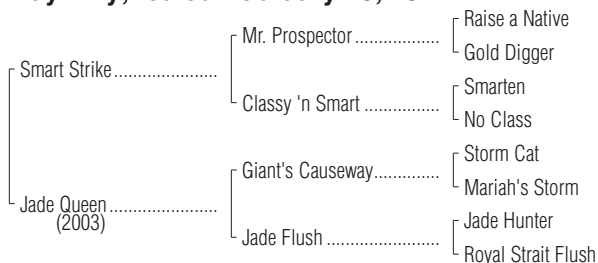 Raise a Native
Mr. Prospector ....................
Gold Digger
Smart Strike.......................
Smarten
Classy 'n Smart ..................
No Class
Storm Cat
Giant's Causeway...............
Mariah's Storm
Jade Queen ........................
(2003)
Jade Hunter
Jade Flush .........................
Royal Strait Flush